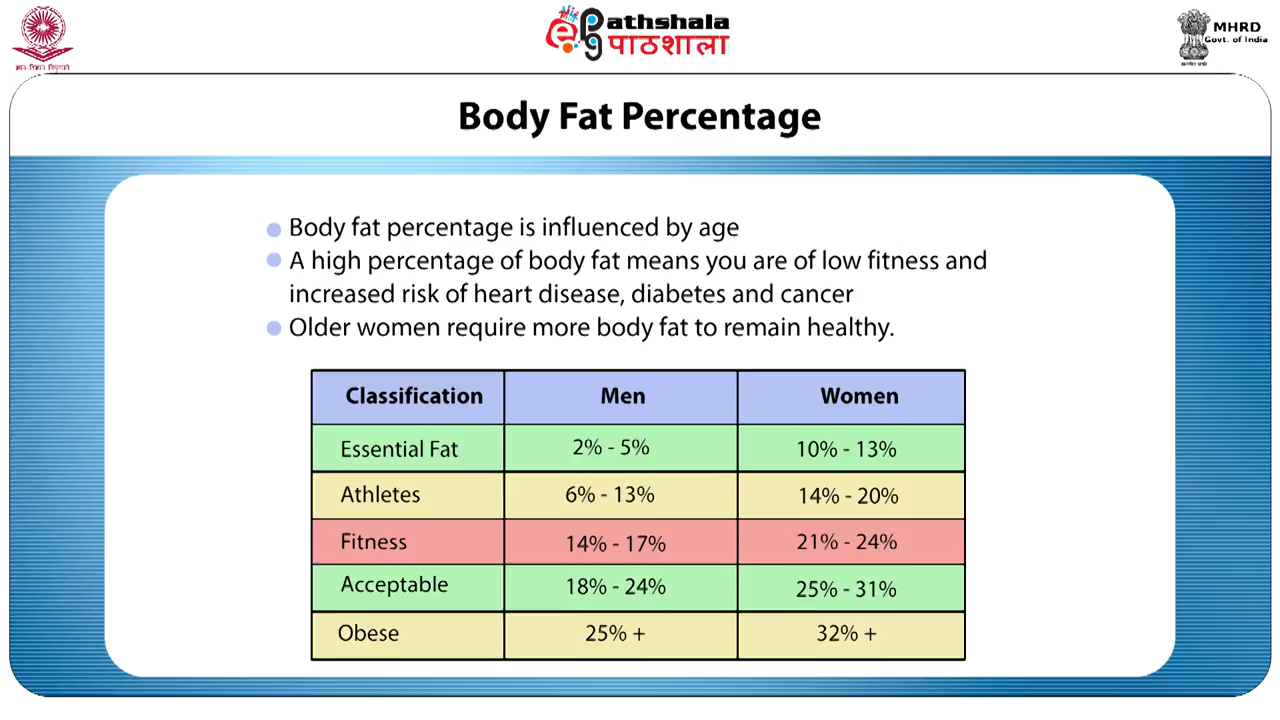 ePathshala
पाठशाला
MHRD
Govt. of India
Body Fat Percentage
Body fat percentage is influenced by age
A high percentage of body fat means you are of low fitness and
increased risk of heart disease, diabetes and cancer
Older women require more body fat to remain healthy.
Classification Men Women
Essential Fat 2% - 5% 10% - 13%
Athletes 6% - 13% 14% - 20%
Fitness 14% - 17% 21% - 24%
Acceptable 18% - 24% 25% - 31%
Obese 25% + 32% +